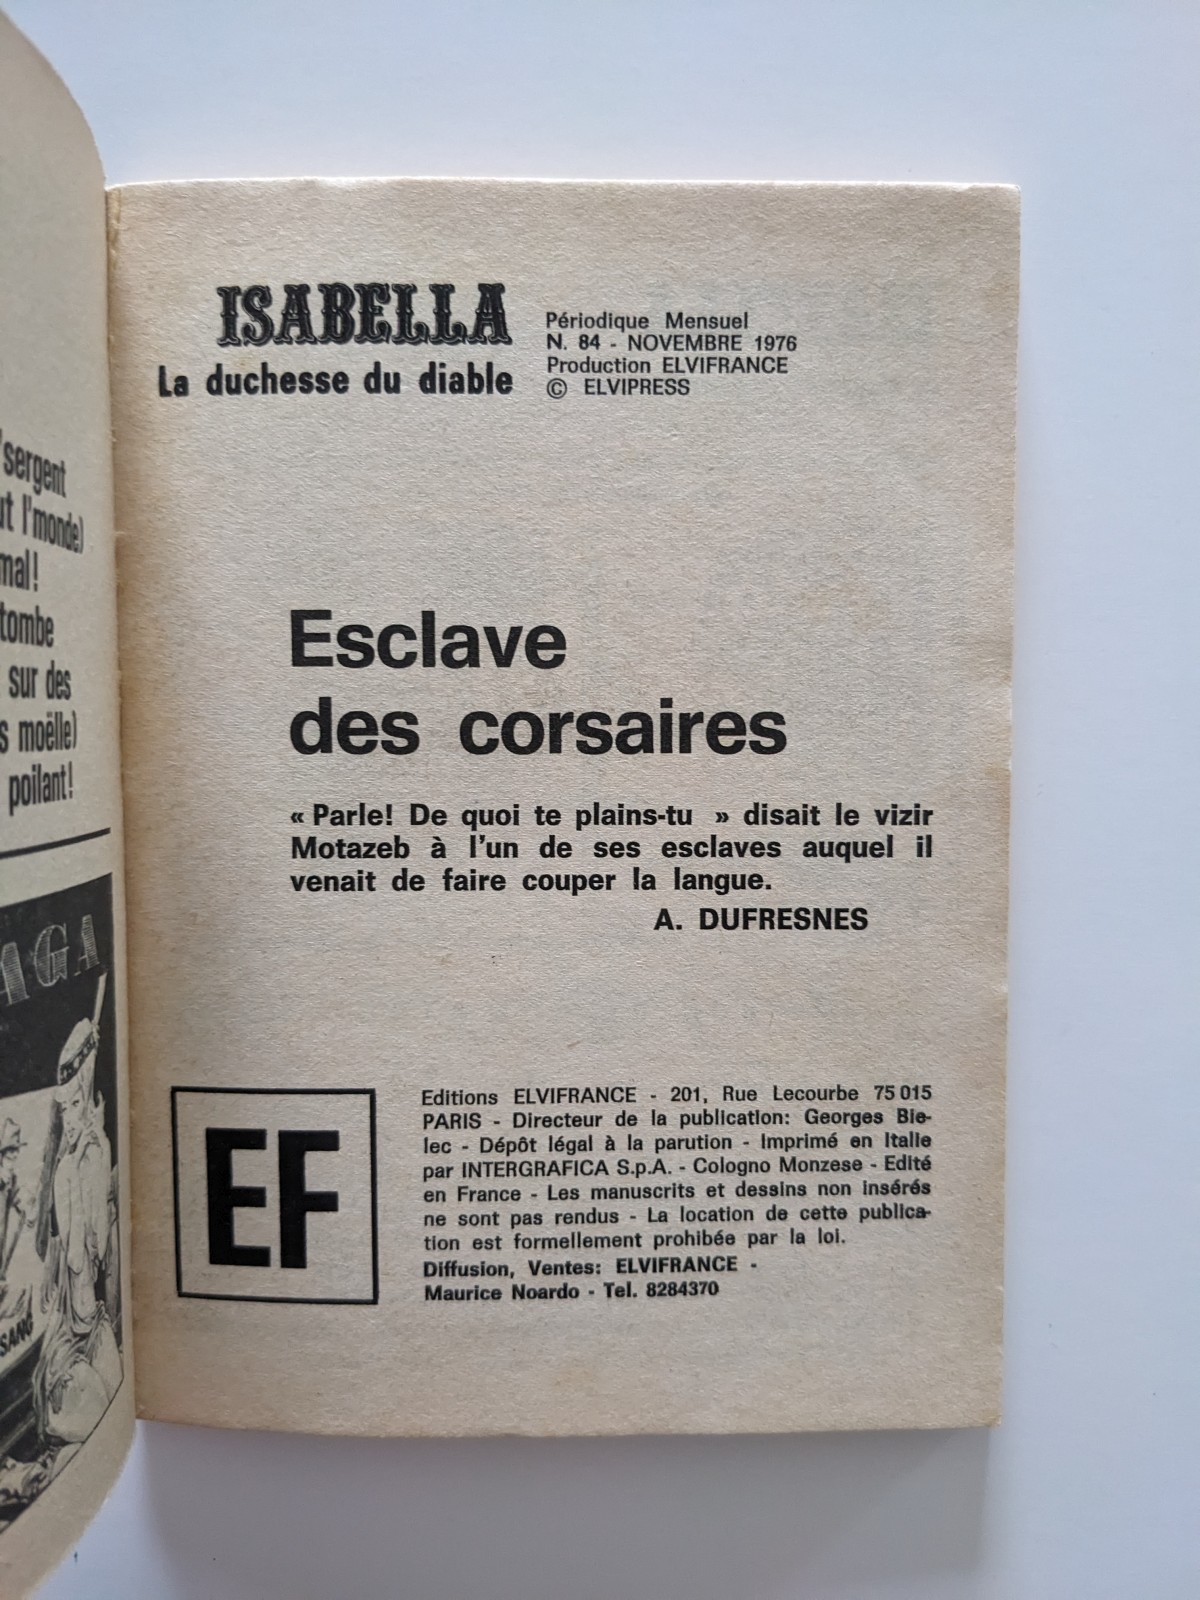 'sergent
ut l'monde)
mal!
tombe
sur des
s moëlle)
poilant!
AGA
SANG
ISABELLA
La duchesse du diable
Périodique Mensuel
N. 84 - NOVEMBRE 1976
Production ELVIFRANCE
© ELVIPRESS
Esclave
des corsaires
« Parle! De quoi te plains-tu » disait le vizir
Motazeb à l'un de ses esclaves auquel il
venait de faire couper la langue.
A. DUFRESNES
EF
Editions ELVIFRANCE - 201, Rue Lecourbe 75 015
PARIS - Directeur de la publication: Georges Bie-
lec - Dépôt légal à la parution - Imprimé en Italie
par INTERGRAFICA S.p.A. - Cologno Monzese - Edité
en France - Les manuscrits et dessins non insérés
ne sont pas rendus - La location de cette publica-
tion est formellement prohibée par la loi.
Diffusion, Ventes: ELVIFRANCE -
Maurice Noardo - Tel. 8284370